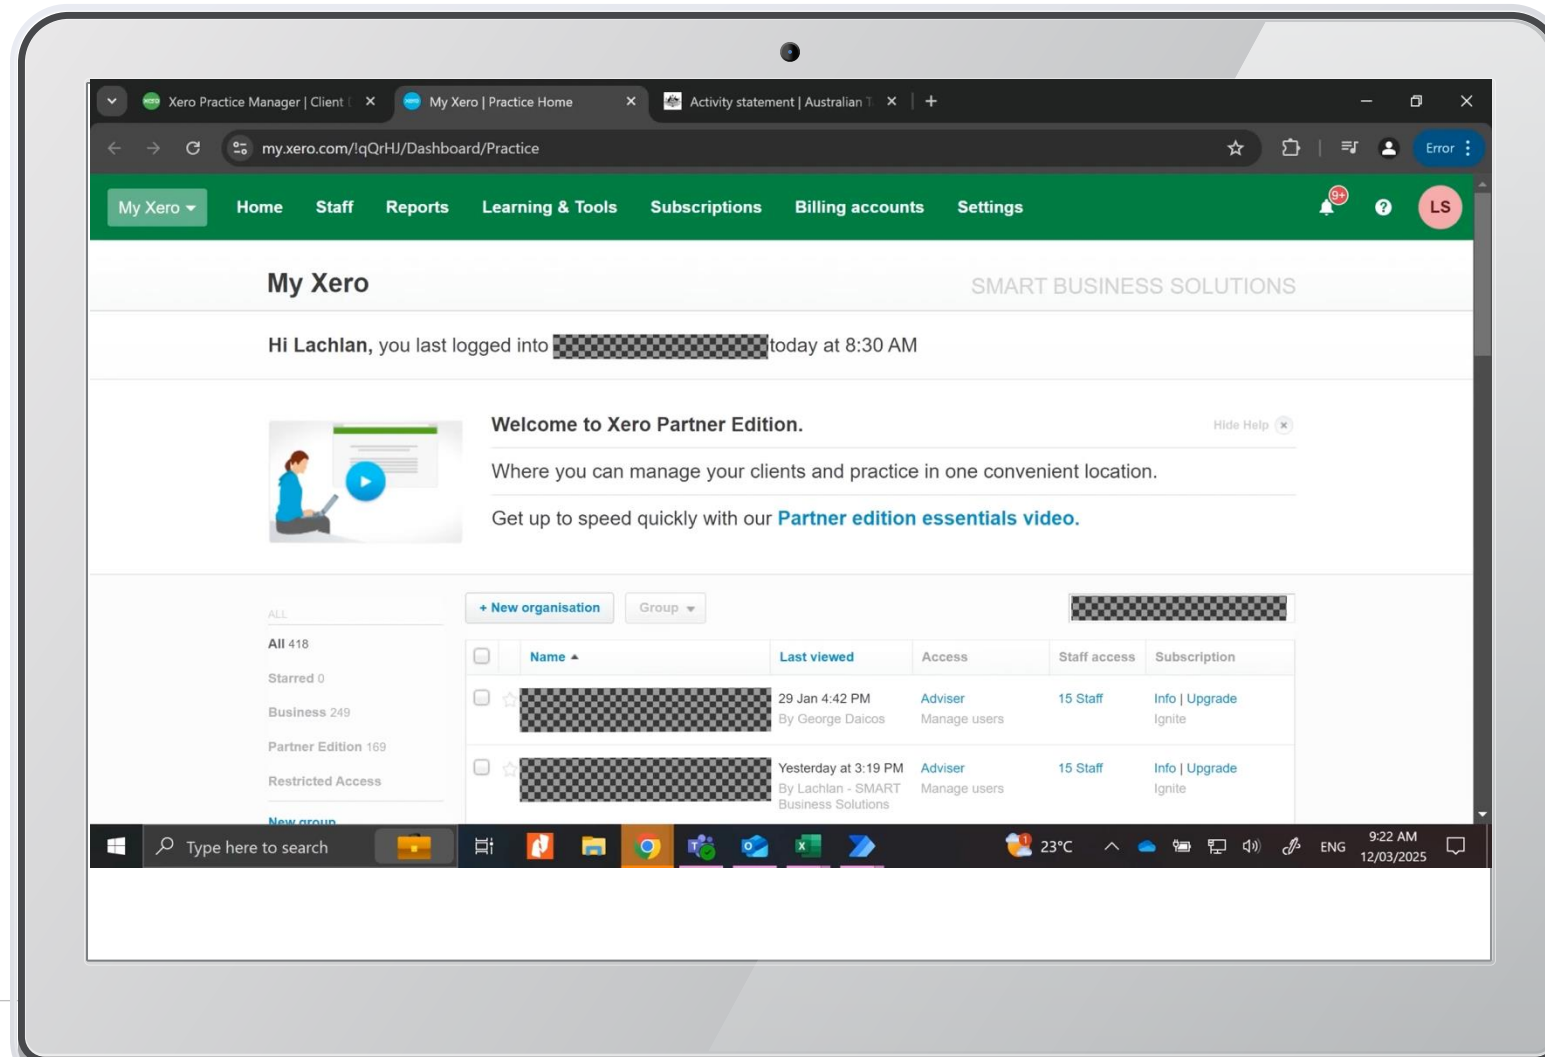 Xero Practice Manager | Client
My Xero | Practice Home
Activity statement | Australian
my.xero.com/!qQrHJ/Dashboard/Practice
Error
My Xero
Home
Staff
Reports
Learning & Tools
Subscriptions
Billing accounts
Settings
9+
?
LS
My Xero
SMART BUSINESS SOLUTIONS
Hi Lachlan, you last logged into
today at 8:30 AM
Welcome to Xero Partner Edition.
Hide Help
Where you can manage your clients and practice in one convenient location.
Get up to speed quickly with our Partner edition essentials video.
ALL
All 418
Starred 0
Business 249
Partner Edition 169
Restricted Access
New group
+ New organisation
Group
Name
Last viewed
Access
Staff access
Subscription
29 Jan 4:42 PM
Adviser
15 Staff
Info | Upgrade
By George Daicos
Manage users
Ignite
Yesterday at 3:19 PM
Adviser
15 Staff
Info | Upgrade
By Lachlan - SMART
Manage users
Ignite
Business Solutions
Type here to search
1
23°C
ENG
9:22 AM
12/03/2025